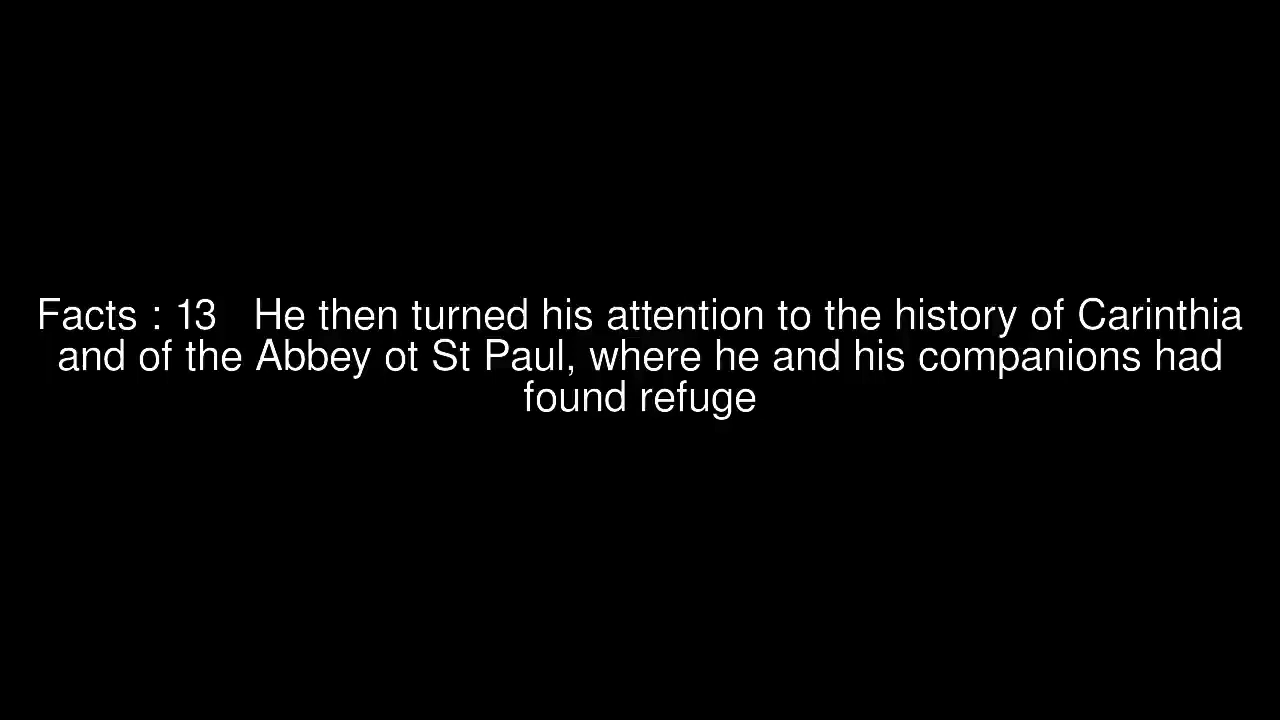 Facts : 13   He then turned his attention to the history of Carinthia
and of the Abbey ot St Paul, where he and his companions had
found refuge